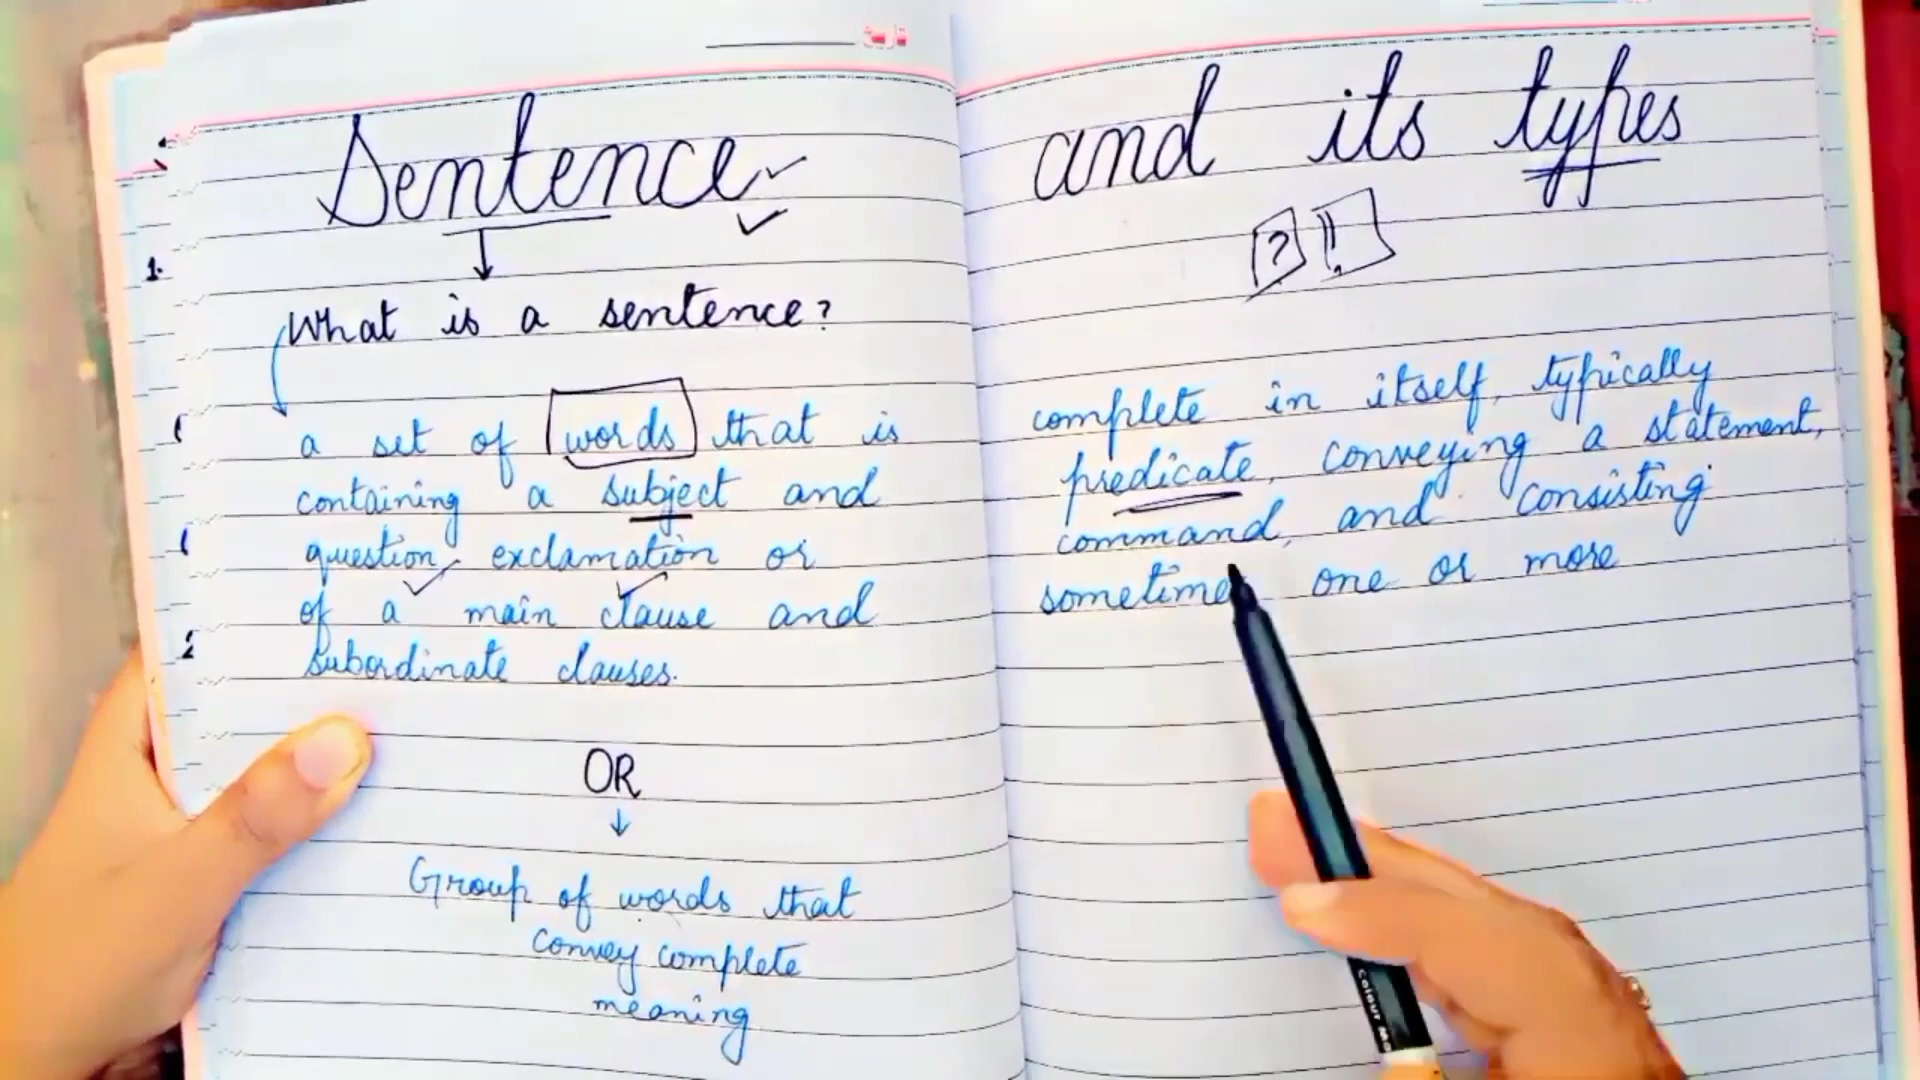 Sentence and its types
? !
1.
What is a sentence?
a set of words that is complete in itself, typically
containing a subject and predicate, conveying a statement,
question, exclamation or command, and consisting
of a main clause and sometimes one or more
subordinate clauses.
OR
Group of words that
convey complete
meaning
Colour